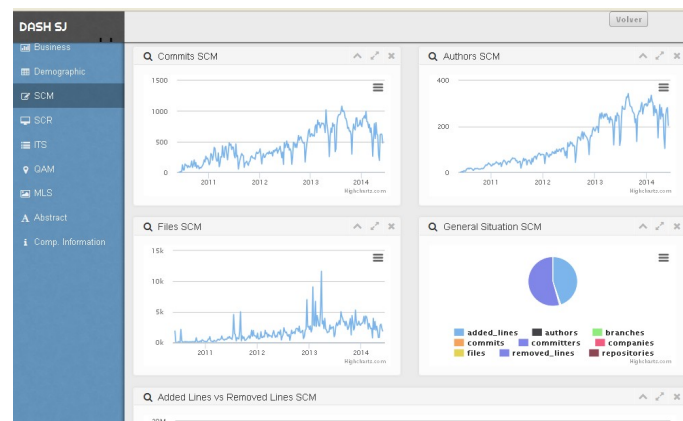 DASH SJ
Volver
Business
Demographic
SCM
SCR
ITS
QAM
MLS
Abstract
Comp. Information
Commits SCM
1500
1000
500
0
2011 2012 2013 2014
Highcharts.com
Authors SCM
400
200
0
2011 2012 2013 2014
Highcharts.com
Files SCM
15k
10k
5k
0k
2011 2012 2013 2014
Highcharts.com
General Situation SCM
added_lines authors branches
commits committers companies
files removed_lines repositories
Highcharts.com
Added Lines vs Removed Lines SCM